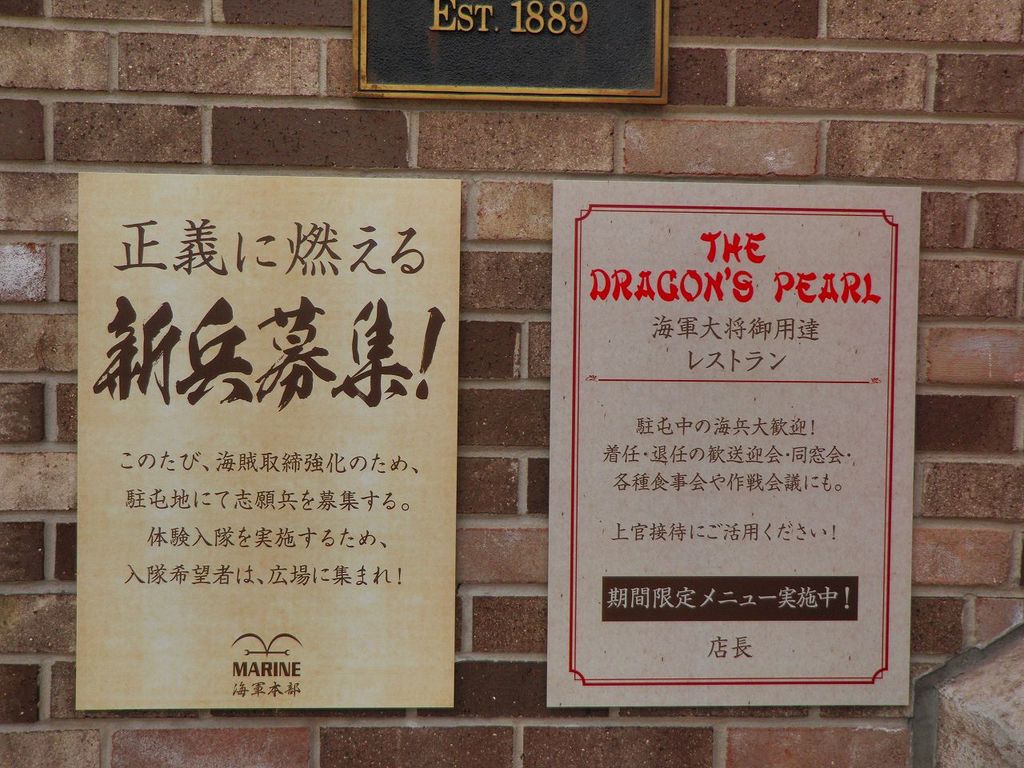 EST. 1889
正義に燃える
新兵募集!
このたび、海賊取締強化のため、
駐屯地にて志願兵を募集する。
体験入隊を実施するため、
入隊希望者は、広場に集まれ!
MARINE
海軍本部
THE
DRAGON'S PEARL
海軍大将御用達
レストラン
駐屯中の海兵大歓迎!
着任・退任の歓送迎会・同窓会・
各種食事会や作戦会議にも。
上官接待にご活用ください!
期間限定メニュー実施中!
店長